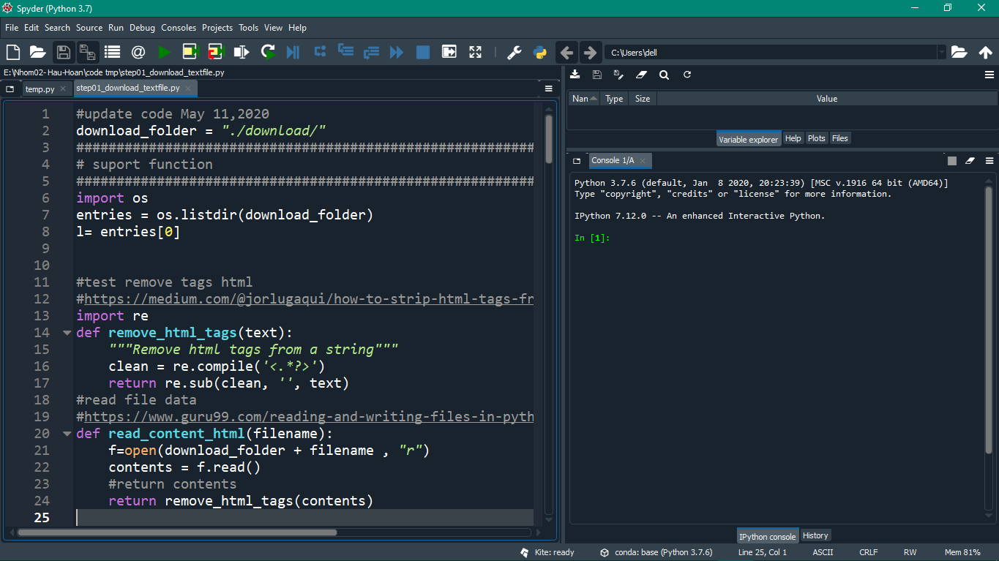 Spyder (Python 3.7)
File Edit Search Source Run Debug Consoles Projects Tools View Help
C:\Users\dell
E:\Nhom02- Hau-Hoan\code tmp\step01_download_textfile.py
temp.py step01_download_textfile.py
1 #update code May 11,2020
2 download_folder = "./download/"
3 #########################################################
4 # suport function
5 #########################################################
6 import os
7 entries = os.listdir(download_folder)
8 l= entries[0]
9
10
11 #test remove tags html
12 #https://medium.com/@jorlugaqui/how-to-strip-html-tags-fr
13 import re
14 def remove_html_tags(text):
15     """Remove html tags from a string"""
16     clean = re.compile('<.*?>')
17     return re.sub(clean, '', text)
18 #read file data
19 #https://www.guru99.com/reading-and-writing-files-in-pyth
20 def read_content_html(filename):
21     f=open(download_folder + filename , "r")
22     contents = f.read()
23     #return contents
24     return remove_html_tags(contents)
25
Nan Type Size Value
Variable explorer Help Plots Files
Console 1/A
Python 3.7.6 (default, Jan  8 2020, 20:23:39) [MSC v.1916 64 bit (AMD64)]
Type "copyright", "credits" or "license" for more information.
IPython 7.12.0 -- An enhanced Interactive Python.
In [1]:
IPython console History
Kite: ready conda: base (Python 3.7.6) Line 25, Col 1 ASCII CRLF RW Mem 81%